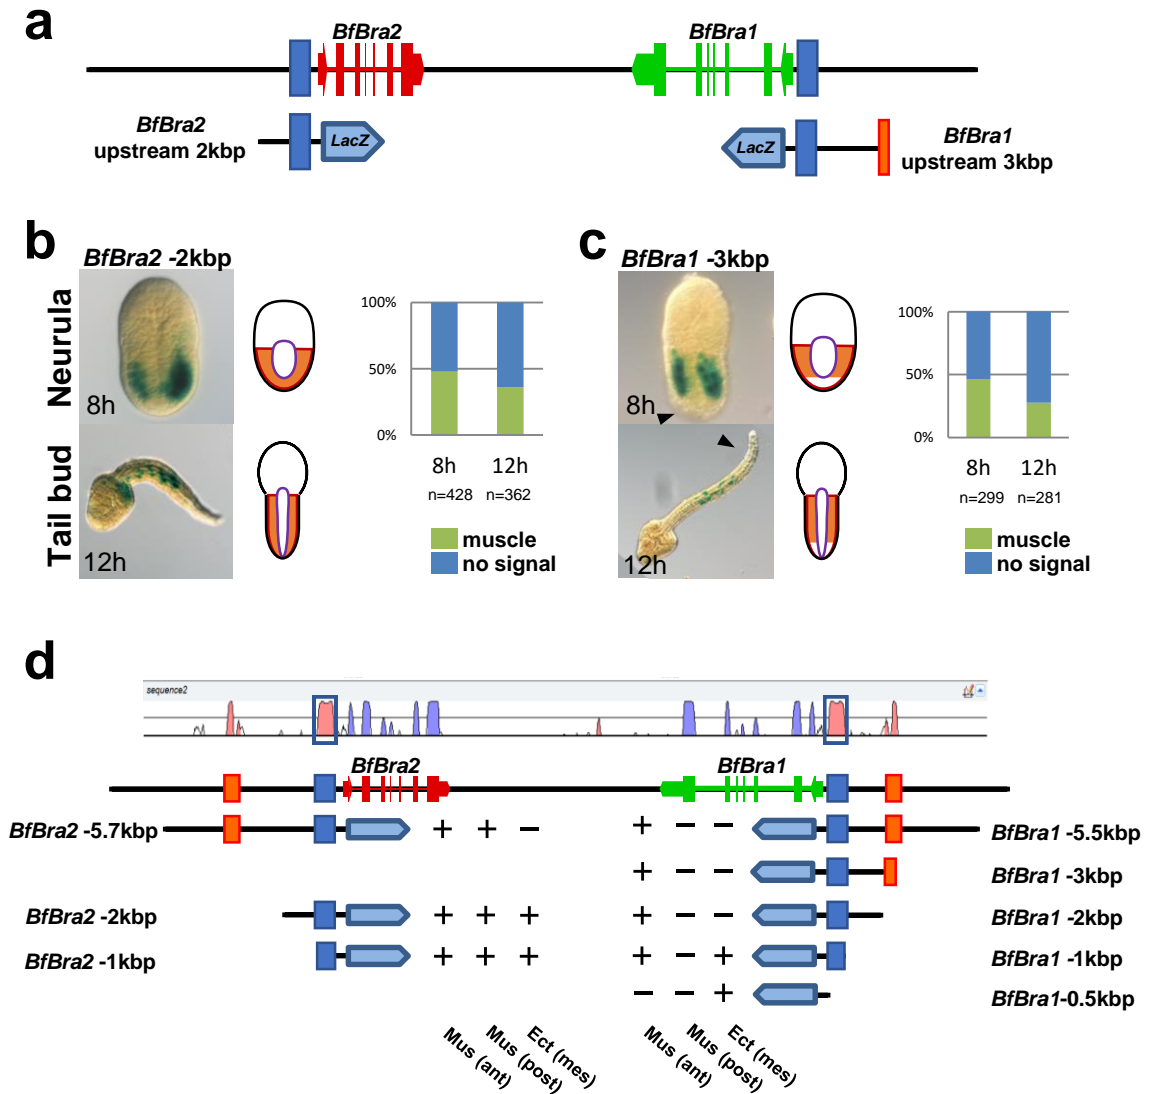 a
BfBra2
BfBra1
BfBra2
upstream 2kbp
LacZ
LacZ
BfBra1
upstream 3kbp
b
BfBra2 -2kbp
Neurula
8h
Tail bud
12h
100%
50%
0%
8h 12h
n=428 n=362
muscle
no signal
c
BfBra1 -3kbp
8h
12h
100%
50%
0%
8h 12h
n=299 n=281
muscle
no signal
d
sequence2
BfBra2
BfBra1
BfBra2 -5.7kbp + + − + − − BfBra1 -5.5kbp
+ − − BfBra1 -3kbp
BfBra2 -2kbp + + + + − − BfBra1 -2kbp
BfBra2 -1kbp + + + + − + BfBra1 -1kbp
− − + BfBra1-0.5kbp
Mus (ant)
Mus (post)
Ect (mes)
Mus (ant)
Mus (post)
Ect (mes)